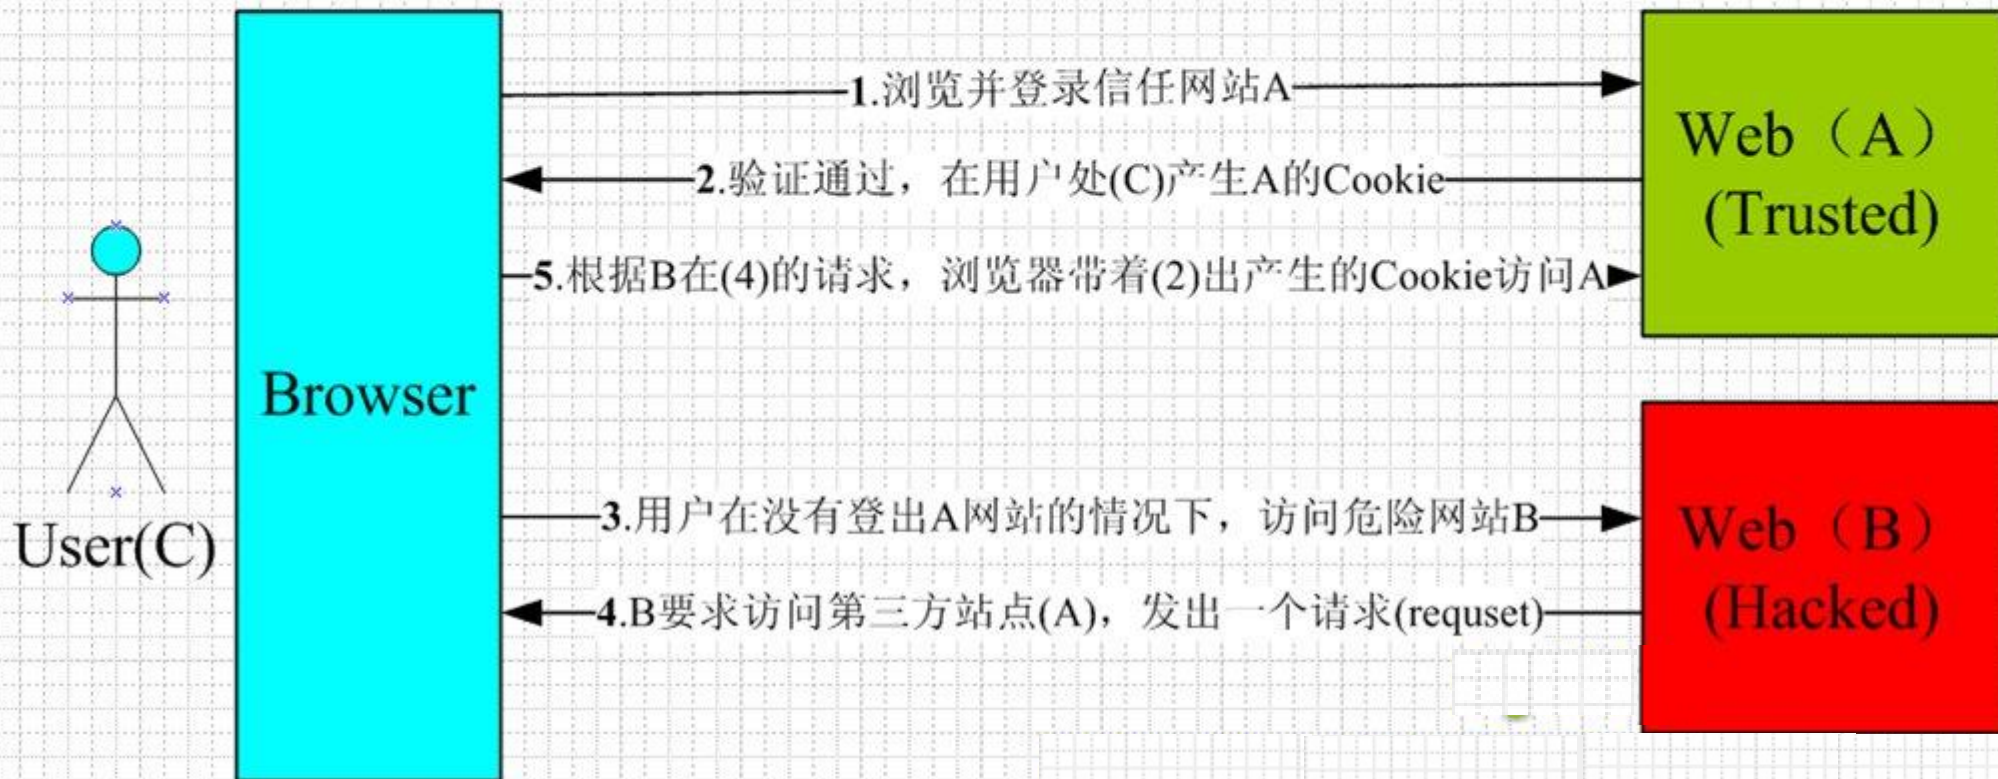 1.浏览并登录信任网站A
Web（A）
(Trusted)
2.验证通过，在用户处(C)产生A的Cookie
5.根据B在(4)的请求，浏览器带着(2)出产生的Cookie访问A
Browser
User(C)
3.用户在没有登出A网站的情况下，访问危险网站B
Web（B）
(Hacked)
4.B要求访问第三方站点(A)，发出一个请求(requset)